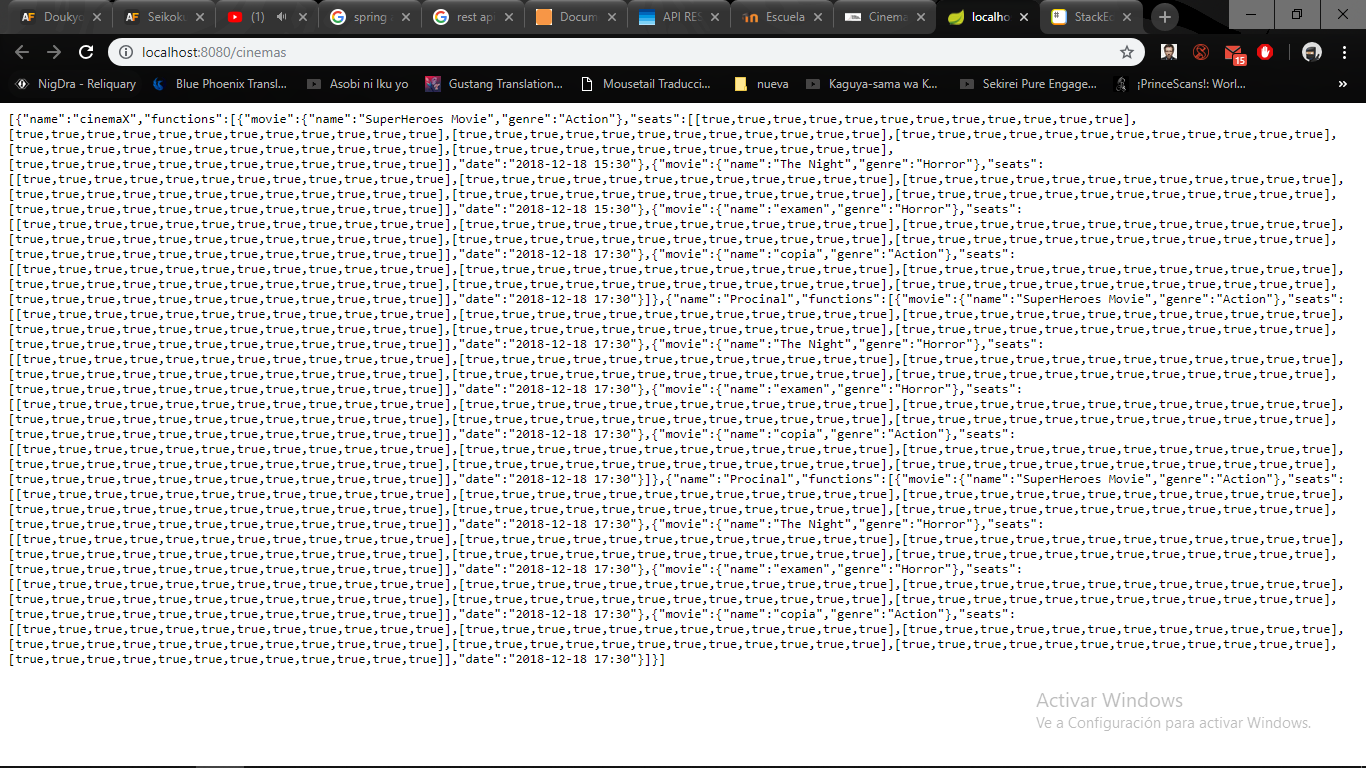 Doukyo
Seikoku
(1)
spring
rest api
Docum
API RES
Escuela
Cinema
localho
StackEd
localhost:8080/cinemas
15
NigDra - Reliquary
Blue Phoenix Transl...
Asobi ni Iku yo
Gustang Translation...
Mousetail Traducci...
nueva
Kaguya-sama wa K...
Sekirei Pure Engage...
¡PrinceScans!: Worl...
»
[{"name":"cinemaX","functions":[{"movie":{"name":"SuperHeroes Movie","genre":"Action"},"seats":[[true,true,true,true,true,true,true,true,true,true,true,true],
[true,true,true,true,true,true,true,true,true,true,true,true],[true,true,true,true,true,true,true,true,true,true,true,true],[true,true,true,true,true,true,true,true,true,true,true,true],
[true,true,true,true,true,true,true,true,true,true,true,true],[true,true,true,true,true,true,true,true,true,true,true,true],
[true,true,true,true,true,true,true,true,true,true,true,true]],"date":"2018-12-18 15:30"},{"movie":{"name":"The Night","genre":"Horror"},"seats":
[[true,true,true,true,true,true,true,true,true,true,true,true],[true,true,true,true,true,true,true,true,true,true,true,true],[true,true,true,true,true,true,true,true,true,true,true,true],
[true,true,true,true,true,true,true,true,true,true,true,true],[true,true,true,true,true,true,true,true,true,true,true,true],[true,true,true,true,true,true,true,true,true,true,true,true],
[true,true,true,true,true,true,true,true,true,true,true,true]],"date":"2018-12-18 15:30"},{"movie":{"name":"examen","genre":"Horror"},"seats":
[[true,true,true,true,true,true,true,true,true,true,true,true],[true,true,true,true,true,true,true,true,true,true,true,true],[true,true,true,true,true,true,true,true,true,true,true,true],
[true,true,true,true,true,true,true,true,true,true,true,true],[true,true,true,true,true,true,true,true,true,true,true,true],[true,true,true,true,true,true,true,true,true,true,true,true],
[true,true,true,true,true,true,true,true,true,true,true,true]],"date":"2018-12-18 17:30"},{"movie":{"name":"copia","genre":"Action"},"seats":
[[true,true,true,true,true,true,true,true,true,true,true,true],[true,true,true,true,true,true,true,true,true,true,true,true],[true,true,true,true,true,true,true,true,true,true,true,true],
[true,true,true,true,true,true,true,true,true,true,true,true],[true,true,true,true,true,true,true,true,true,true,true,true],[true,true,true,true,true,true,true,true,true,true,true,true],
[true,true,true,true,true,true,true,true,true,true,true,true]],"date":"2018-12-18 17:30"}]},{"name":"Procinal","functions":[{"movie":{"name":"SuperHeroes Movie","genre":"Action"},"seats":
[[true,true,true,true,true,true,true,true,true,true,true,true],[true,true,true,true,true,true,true,true,true,true,true,true],[true,true,true,true,true,true,true,true,true,true,true,true],
[true,true,true,true,true,true,true,true,true,true,true,true],[true,true,true,true,true,true,true,true,true,true,true,true],[true,true,true,true,true,true,true,true,true,true,true,true],
[true,true,true,true,true,true,true,true,true,true,true,true]],"date":"2018-12-18 17:30"},{"movie":{"name":"The Night","genre":"Horror"},"seats":
[[true,true,true,true,true,true,true,true,true,true,true,true],[true,true,true,true,true,true,true,true,true,true,true,true],[true,true,true,true,true,true,true,true,true,true,true,true],
[true,true,true,true,true,true,true,true,true,true,true,true],[true,true,true,true,true,true,true,true,true,true,true,true],[true,true,true,true,true,true,true,true,true,true,true,true],
[true,true,true,true,true,true,true,true,true,true,true,true]],"date":"2018-12-18 17:30"},{"movie":{"name":"examen","genre":"Horror"},"seats":
[[true,true,true,true,true,true,true,true,true,true,true,true],[true,true,true,true,true,true,true,true,true,true,true,true],[true,true,true,true,true,true,true,true,true,true,true,true],
[true,true,true,true,true,true,true,true,true,true,true,true],[true,true,true,true,true,true,true,true,true,true,true,true],[true,true,true,true,true,true,true,true,true,true,true,true],
[true,true,true,true,true,true,true,true,true,true,true,true]],"date":"2018-12-18 17:30"},{"movie":{"name":"copia","genre":"Action"},"seats":
[[true,true,true,true,true,true,true,true,true,true,true,true],[true,true,true,true,true,true,true,true,true,true,true,true],[true,true,true,true,true,true,true,true,true,true,true,true],
[true,true,true,true,true,true,true,true,true,true,true,true],[true,true,true,true,true,true,true,true,true,true,true,true],[true,true,true,true,true,true,true,true,true,true,true,true],
[true,true,true,true,true,true,true,true,true,true,true,true]],"date":"2018-12-18 17:30"}]},{"name":"Procinal","functions":[{"movie":{"name":"SuperHeroes Movie","genre":"Action"},"seats":
[[true,true,true,true,true,true,true,true,true,true,true,true],[true,true,true,true,true,true,true,true,true,true,true,true],[true,true,true,true,true,true,true,true,true,true,true,true],
[true,true,true,true,true,true,true,true,true,true,true,true],[true,true,true,true,true,true,true,true,true,true,true,true],[true,true,true,true,true,true,true,true,true,true,true,true],
[true,true,true,true,true,true,true,true,true,true,true,true]],"date":"2018-12-18 17:30"},{"movie":{"name":"The Night","genre":"Horror"},"seats":
[[true,true,true,true,true,true,true,true,true,true,true,true],[true,true,true,true,true,true,true,true,true,true,true,true],[true,true,true,true,true,true,true,true,true,true,true,true],
[true,true,true,true,true,true,true,true,true,true,true,true],[true,true,true,true,true,true,true,true,true,true,true,true],[true,true,true,true,true,true,true,true,true,true,true,true],
[true,true,true,true,true,true,true,true,true,true,true,true]],"date":"2018-12-18 17:30"},{"movie":{"name":"examen","genre":"Horror"},"seats":
[[true,true,true,true,true,true,true,true,true,true,true,true],[true,true,true,true,true,true,true,true,true,true,true,true],[true,true,true,true,true,true,true,true,true,true,true,true],
[true,true,true,true,true,true,true,true,true,true,true,true],[true,true,true,true,true,true,true,true,true,true,true,true],[true,true,true,true,true,true,true,true,true,true,true,true],
[true,true,true,true,true,true,true,true,true,true,true,true]],"date":"2018-12-18 17:30"},{"movie":{"name":"copia","genre":"Action"},"seats":
[[true,true,true,true,true,true,true,true,true,true,true,true],[true,true,true,true,true,true,true,true,true,true,true,true],[true,true,true,true,true,true,true,true,true,true,true,true],
[true,true,true,true,true,true,true,true,true,true,true,true],[true,true,true,true,true,true,true,true,true,true,true,true],[true,true,true,true,true,true,true,true,true,true,true,true],
[true,true,true,true,true,true,true,true,true,true,true,true]],"date":"2018-12-18 17:30"}]}]
Activar Windows
Ve a Configuración para activar Windows.